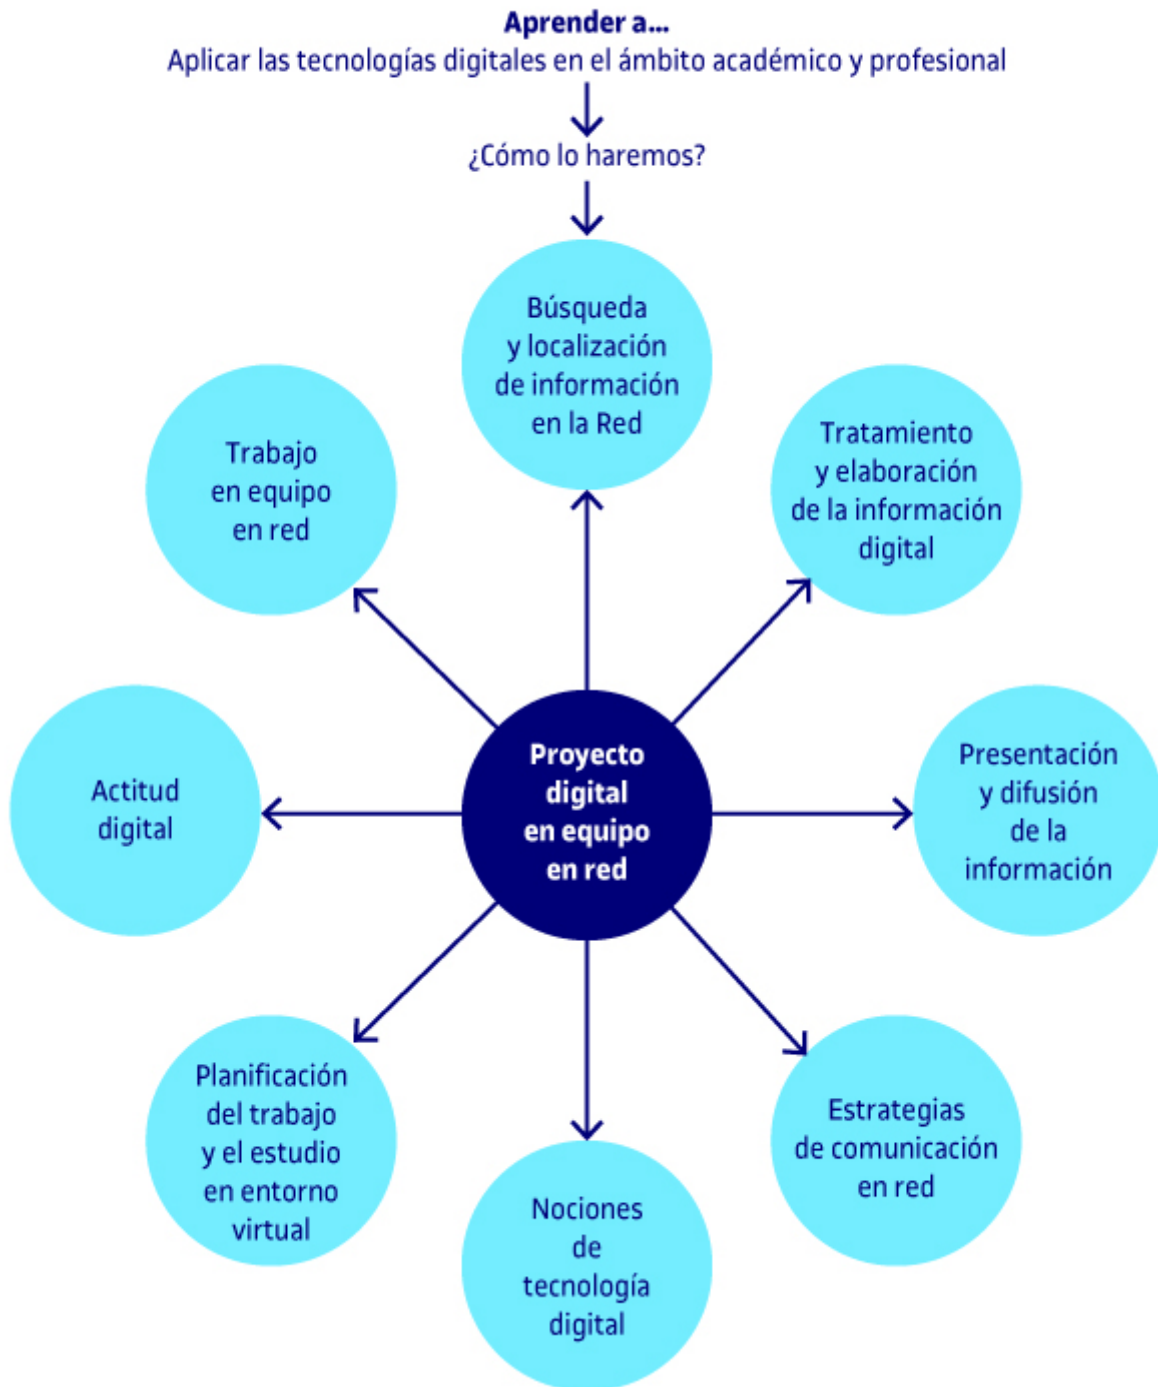 Aprender a...
Aplicar las tecnologías digitales en el ámbito académico y profesional
¿Cómo lo haremos?
Búsqueda
y localización
de información
en la Red
Tratamiento
y elaboración
de la información
digital
Trabajo
en equipo
en red
Proyecto
digital
en equipo
en red
Presentación
y difusión
de la
información
Actitud
digital
Planificación
del trabajo
y el estudio
en entorno
virtual
Estrategias
de comunicación
en red
Nociones
de
tecnología
digital